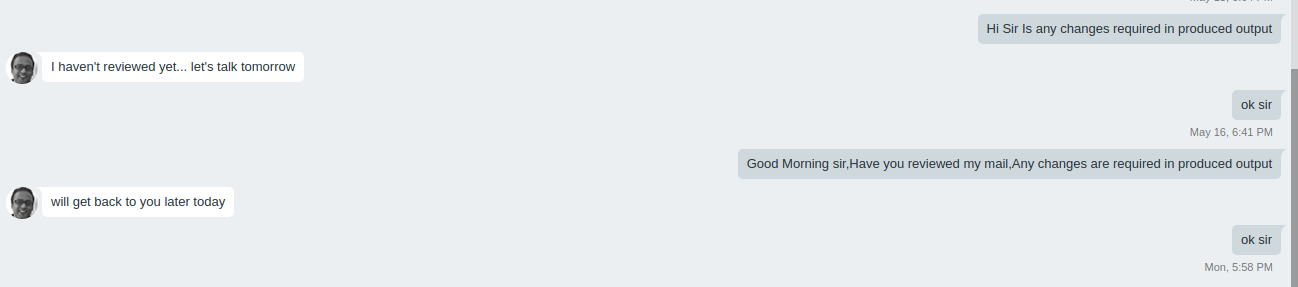 Hi Sir Is any changes required in produced output
I haven't reviewed yet... let's talk tomorrow
ok sir
May 16, 6:41 PM
Good Morning sir,Have you reviewed my mail,Any changes are required in produced output
will get back to you later today
ok sir
Mon, 5:58 PM